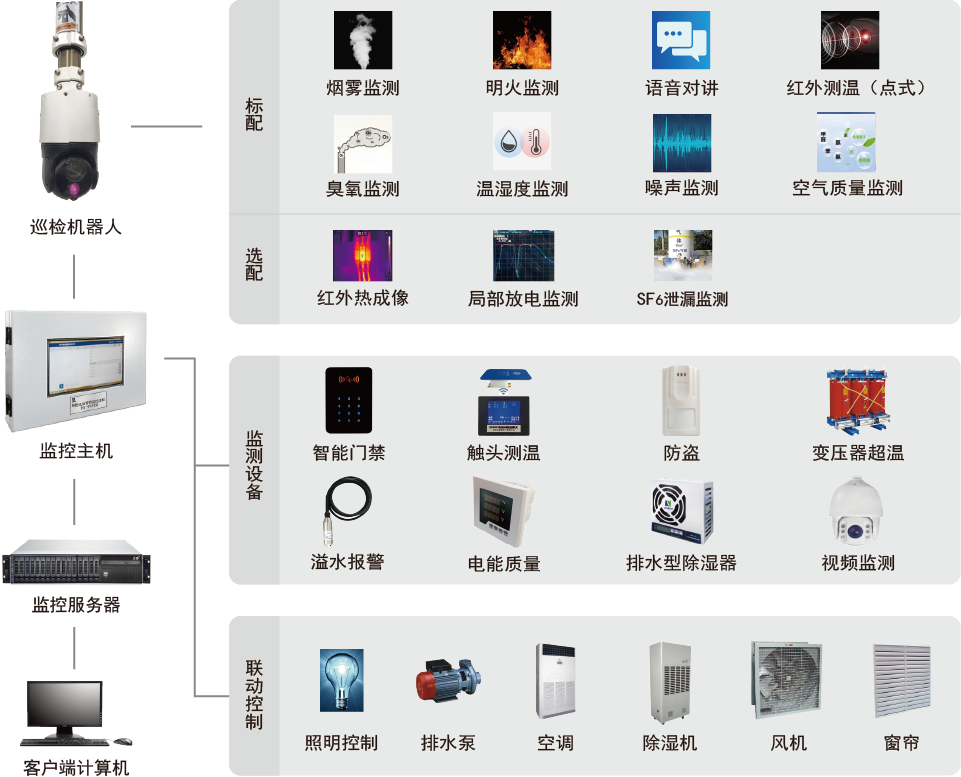 标配
烟雾监测
明火监测
语音对讲
红外测温（点式）
臭氧监测
温湿度监测
噪声监测
空气质量监测
巡检机器人
选配
红外热成像
局部放电监测
SF6泄漏监测
监控主机
监测设备
智能门禁
触头测温
防盗
变压器超温
溢水报警
电能质量
排水型除湿器
视频监测
监控服务器
联动控制
照明控制
排水泵
空调
除湿机
风机
窗帘
客户端计算机